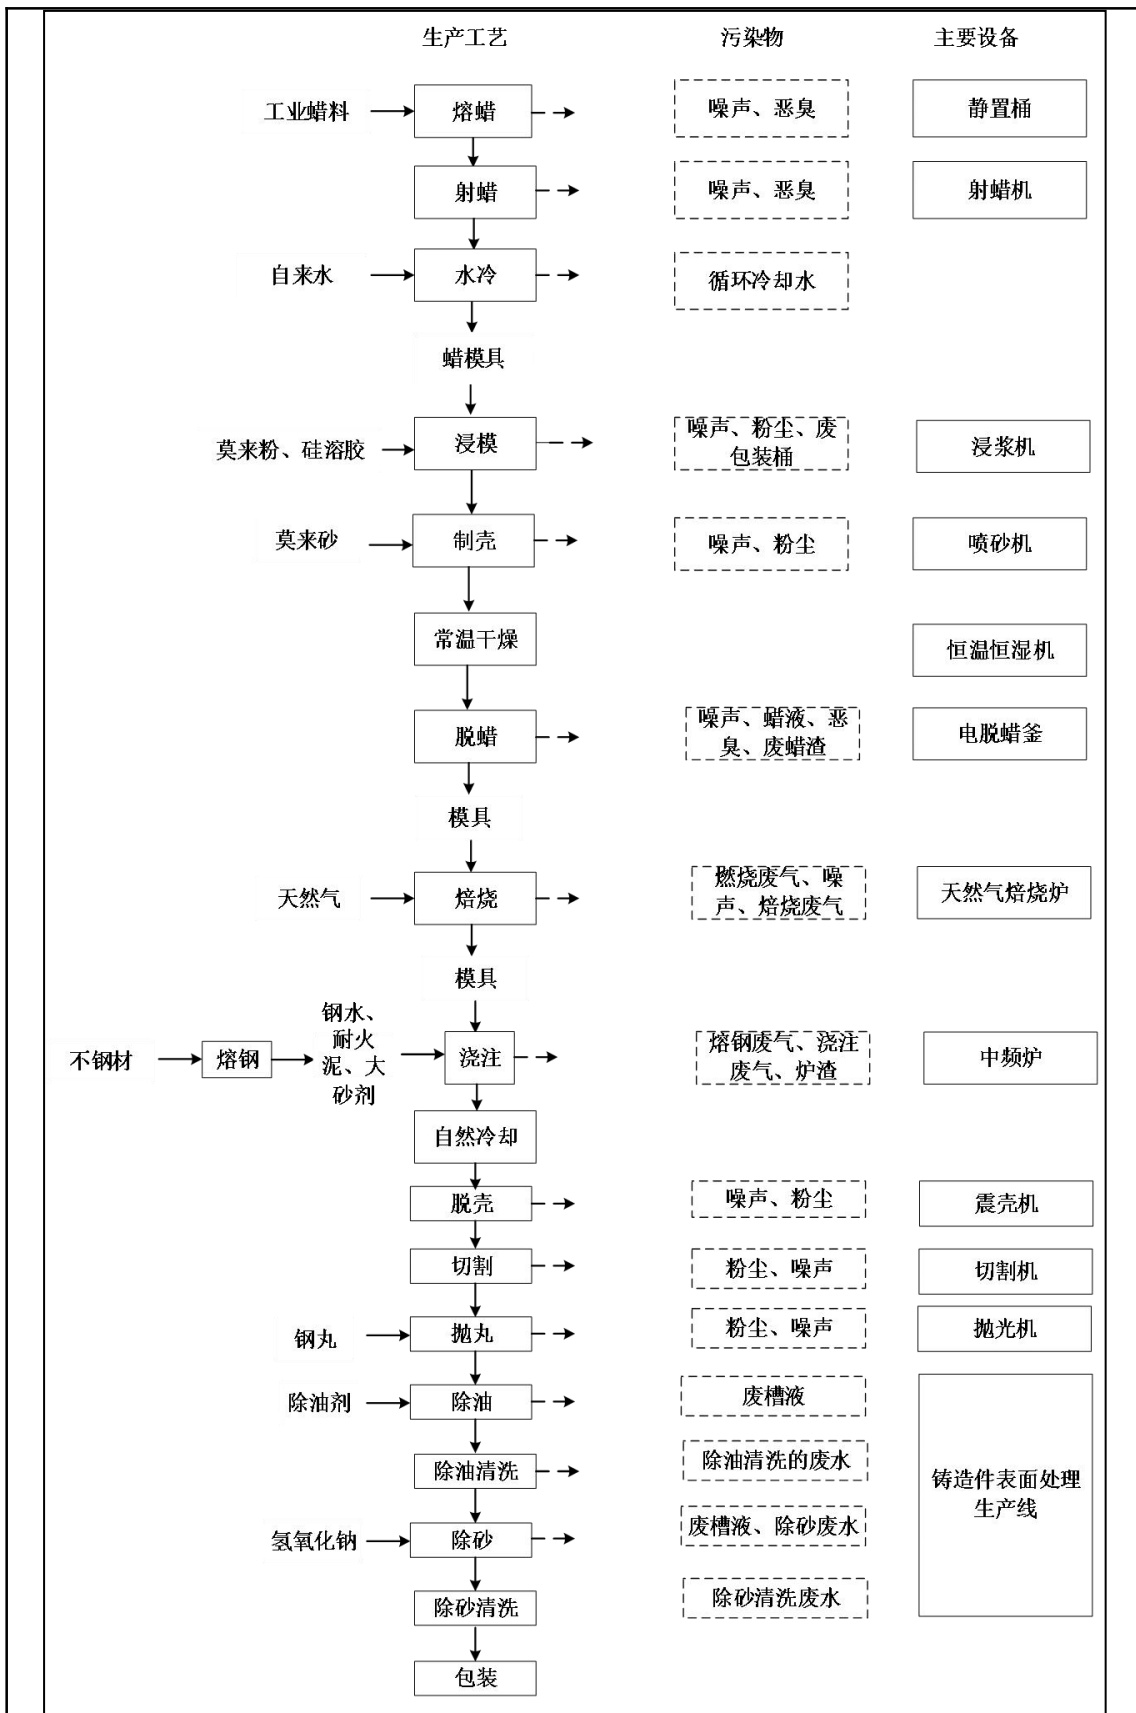 生产工艺 污染物 主要设备
工业蜡料 熔蜡 噪声、恶臭 静置桶
射蜡 噪声、恶臭 射蜡机
自来水 水冷 循环冷却水
蜡模具
莫来粉、硅溶胶 浸模
噪声、粉尘、废
包装桶
浸浆机
莫来砂 制壳 噪声、粉尘 喷砂机
常温干燥 恒温恒湿机
脱蜡
噪声、蜡液、恶
臭、废蜡渣
电脱蜡釜
模具
天然气 焙烧
燃烧废气、噪
声、焙烧废气
天然气焙烧炉
模具
不钢材 熔钢
钢水、
耐火
泥、大
砂剂
浇注
熔钢废气、浇注
废气、炉渣
中频炉
自然冷却
脱壳 噪声、粉尘 震壳机
切割 粉尘、噪声 切割机
钢丸 抛丸 粉尘、噪声 抛光机
除油剂 除油 废槽液
除油清洗 除油清洗的废水
铸造件表面处理
生产线
氢氧化钠 除砂 废槽液、除砂废水
除砂清洗 除砂清洗废水
包装